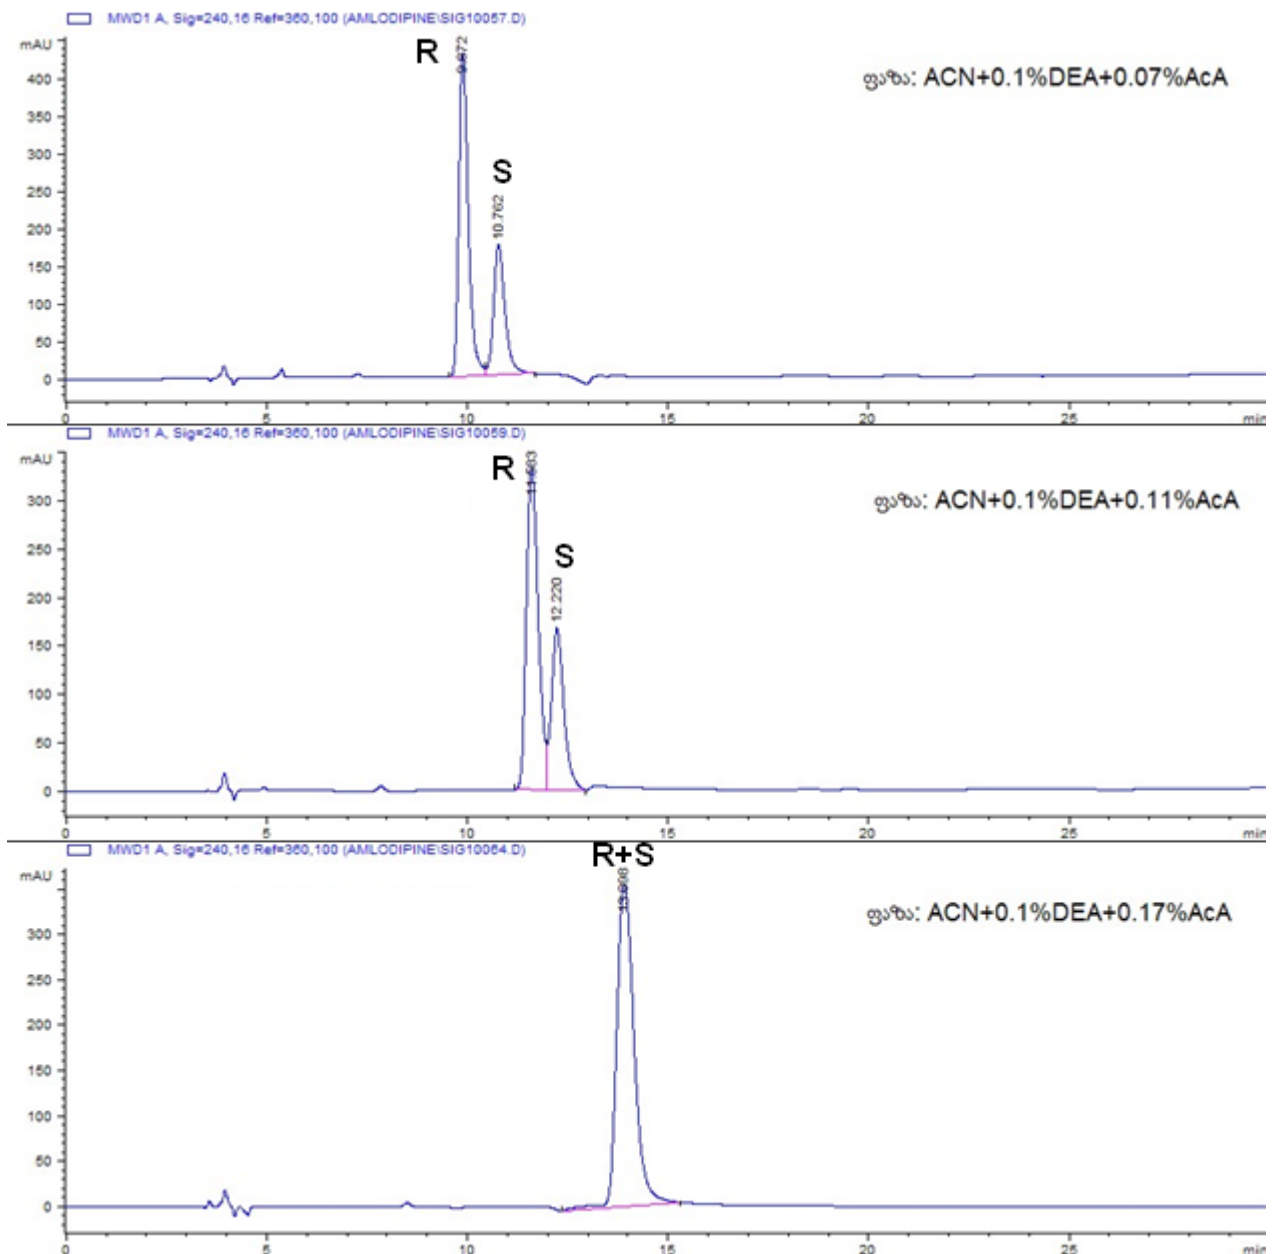 MWD1 A, Sig=240,16 Ref=360,100 (AMLODIPINE\SIG10057.D)
mAU
R
9.872
ფაზა: ACN+0.1%DEA+0.07%AcA
400
350
300
250
200
150
100
50
0
S
10.762
0 5 10 15 20 25 min
MWD1 A, Sig=240,16 Ref=360,100 (AMLODIPINE\SIG10059.D)
mAU
R
ფაზა: ACN+0.1%DEA+0.11%AcA
300
250
200
150
100
50
0
S
12.220
0 5 10 15 20 25 min
MWD1 A, Sig=240,16 Ref=360,100 (AMLODIPINE\SIG10064.D)
mAU
R+S
ფაზა: ACN+0.1%DEA+0.17%AcA
300
250
200
150
100
50
0
0 5 10 15 20 25 min